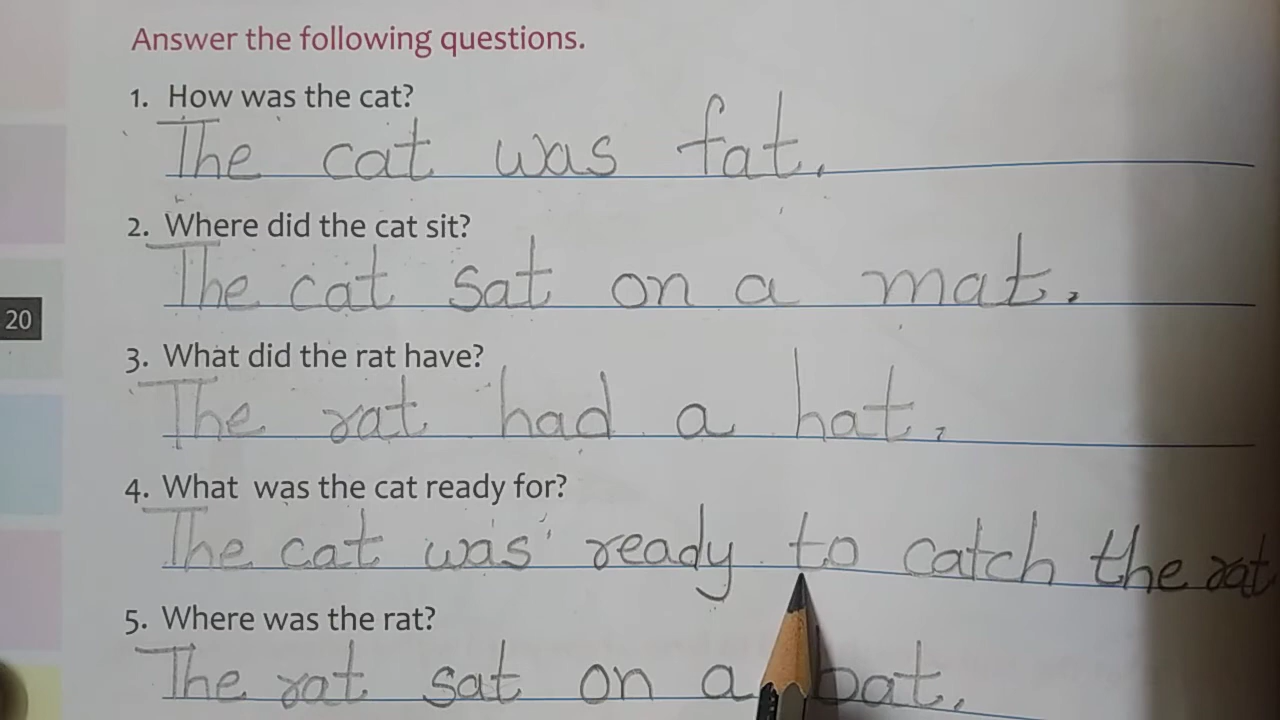 Answer the following questions.
1. How was the cat?
The cat was fat.
2. Where did the cat sit?
The cat sat on a mat.
20
3. What did the rat have?
The rat had a hat.
4. What was the cat ready for?
The cat was ready to catch the rat
5. Where was the rat?
The rat sat on a bat.